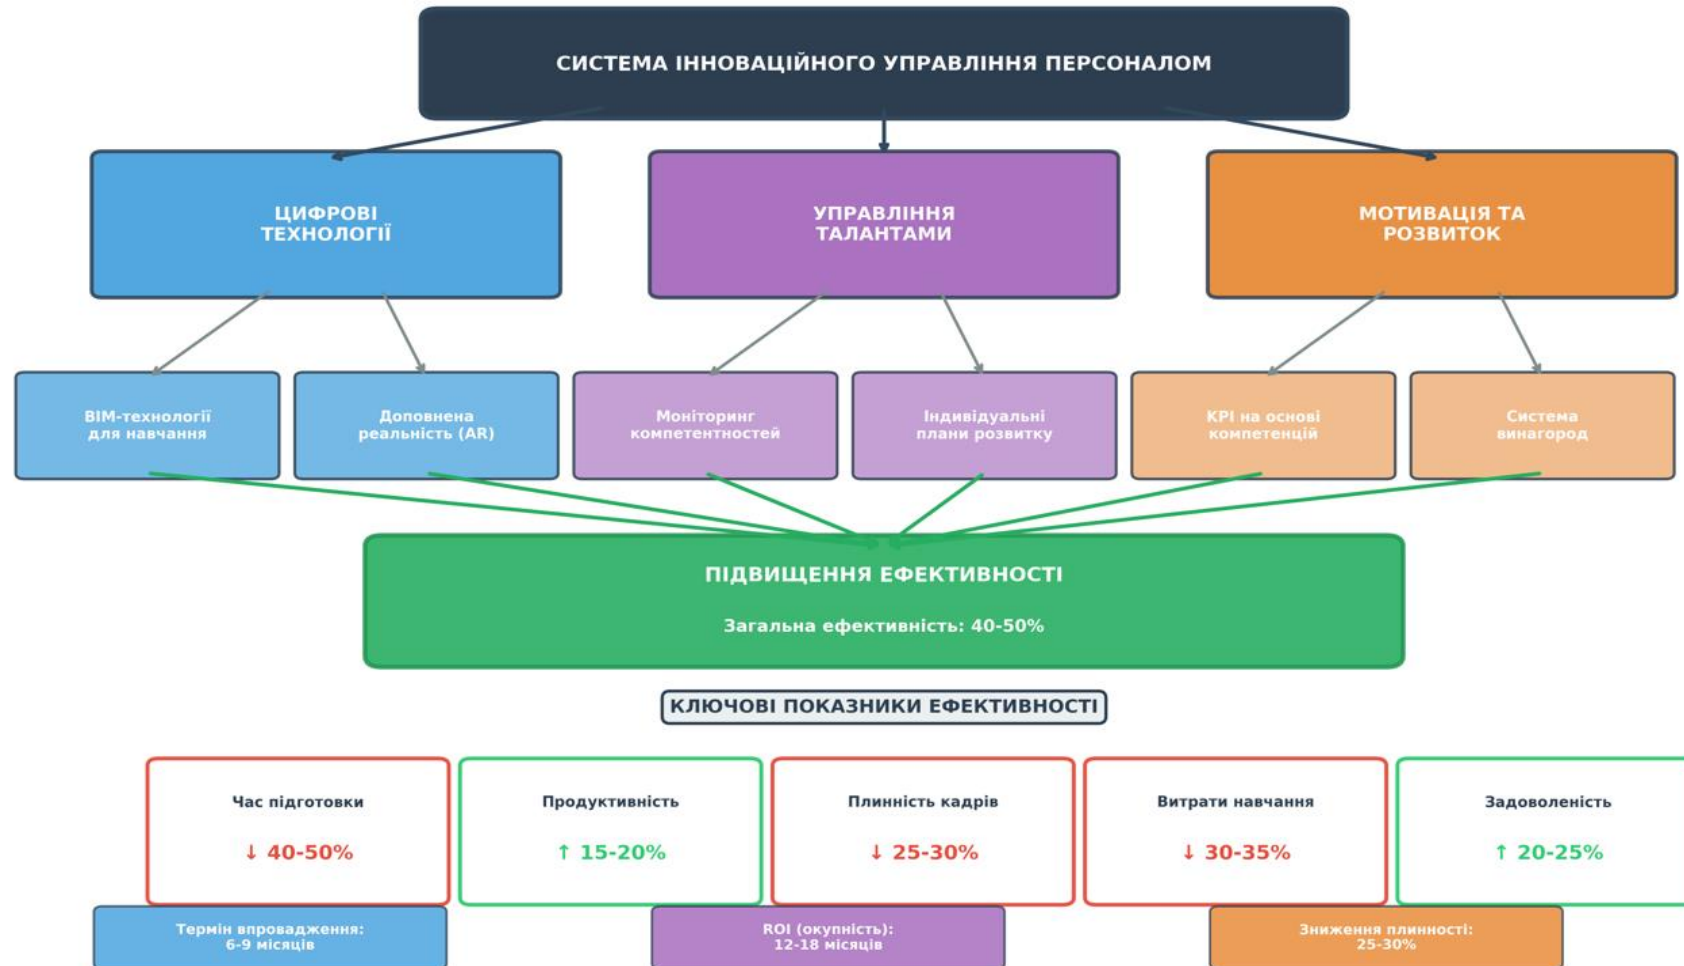 СИСТЕМА ІННОВАЦІЙНОГО УПРАВЛІННЯ ПЕРСОНАЛОМ
ЦИФРОВІ
ТЕХНОЛОГІЇ
УПРАВЛІННЯ
ТАЛАНТАМИ
МОТИВАЦІЯ ТА
РОЗВИТОК
BIM-технології
для навчання
Доповнена
реальність (AR)
Моніторинг
компетентностей
Індивідуальні
плани розвитку
KPI на основі
компетенцій
Система
винагород
ПІДВИЩЕННЯ ЕФЕКТИВНОСТІ
Загальна ефективність: 40-50%
КЛЮЧОВІ ПОКАЗНИКИ ЕФЕКТИВНОСТІ
Час підготовки
↓ 40-50%
Продуктивність
↑ 15-20%
Плинність кадрів
↓ 25-30%
Витрати навчання
↓ 30-35%
Задоволеність
↑ 20-25%
Термін впровадження:
6-9 місяців
ROI (окупність):
12-18 місяців
Зниження плинності:
25-30%